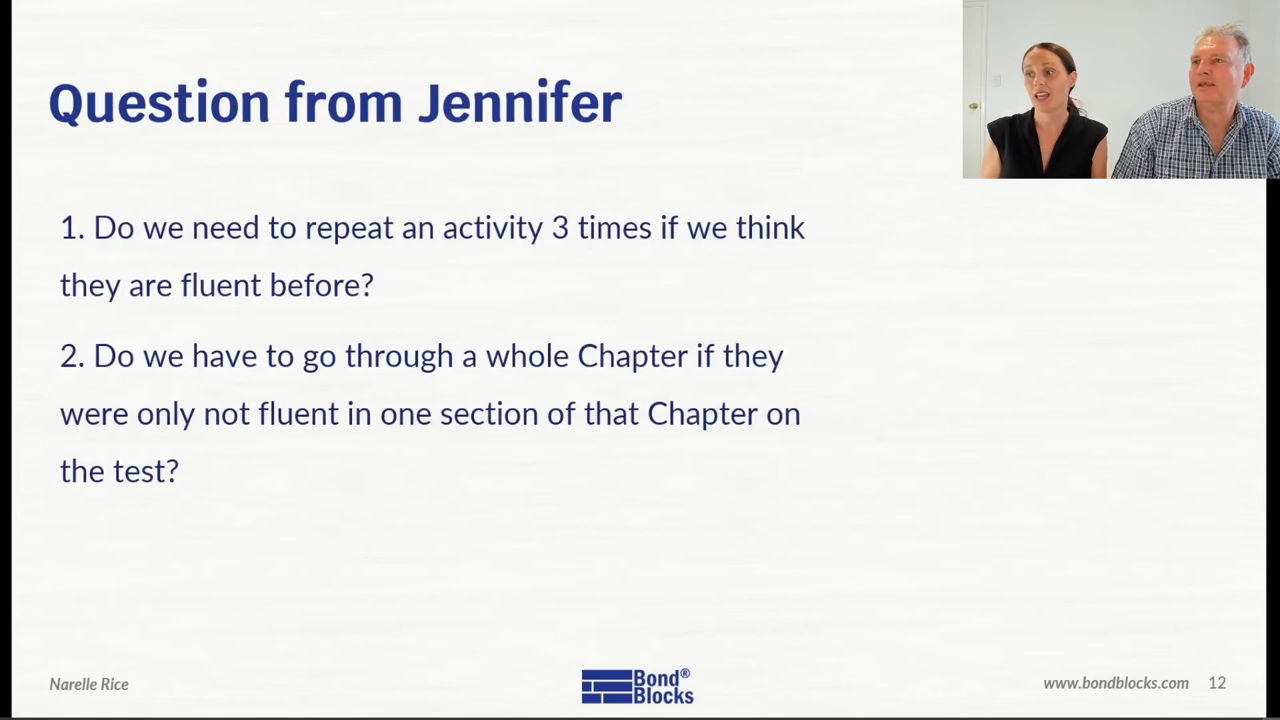 Question from Jennifer
1. Do we need to repeat an activity 3 times if we think
they are fluent before?
2. Do we have to go through a whole Chapter if they
were only not fluent in one section of that Chapter on
the test?
Narelle Rice
Bond®
Blocks
www.bondblocks.com 12